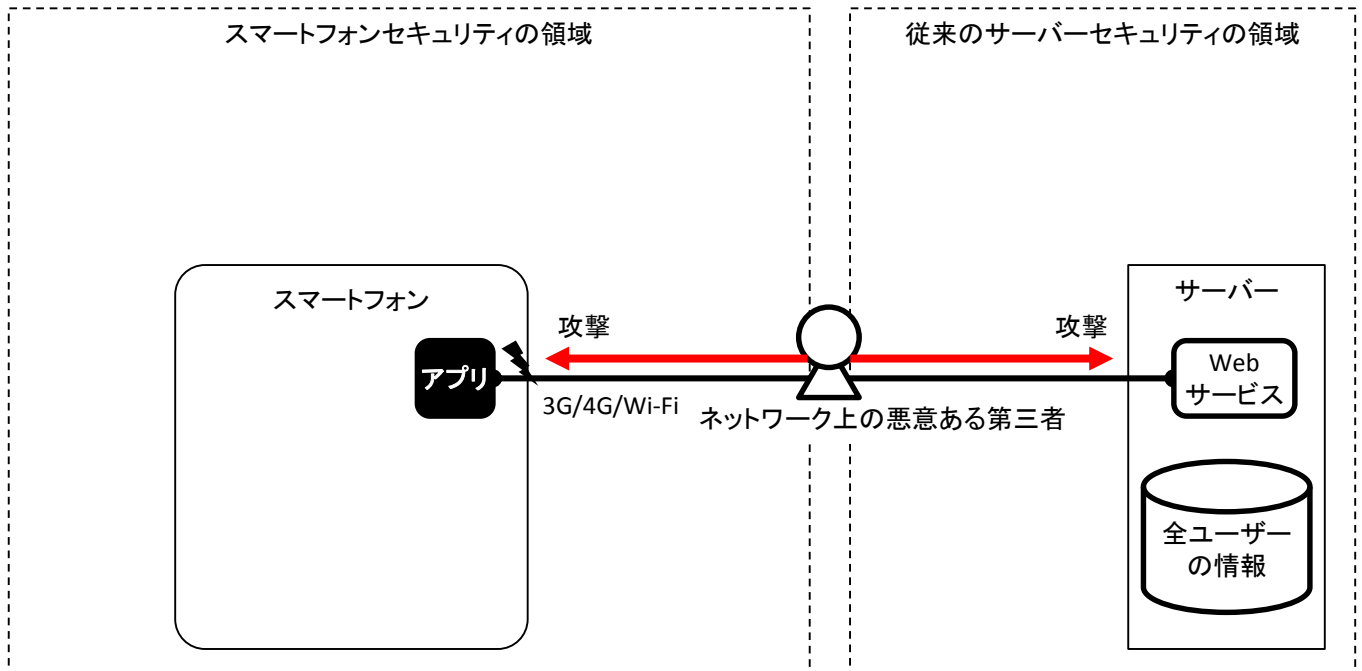 スマートフォンセキュリティの領域
従来のサーバーセキュリティの領域
スマートフォン
サーバー
攻撃
攻撃
アプリ
Web
サービス
3G/4G/Wi-Fi
ネットワーク上の悪意ある第三者
全ユーザー
の情報